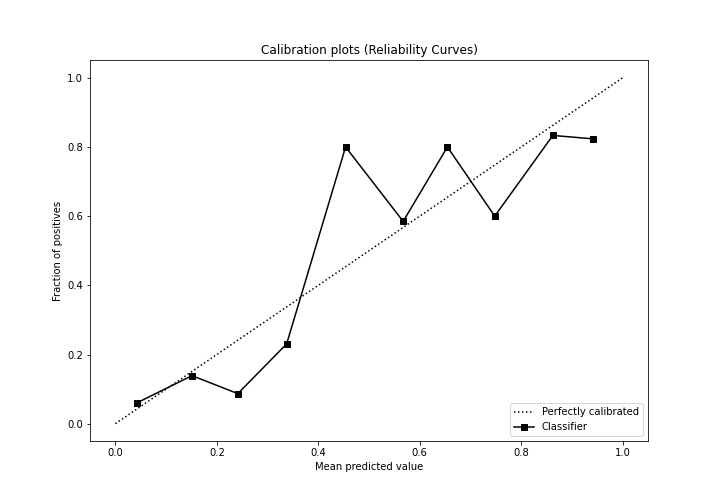 Calibration plots (Reliability Curves)
1.0
0.8
0.6
0.4
0.2
0.0
Fraction of positives
0.0 0.2 0.4 0.6 0.8 1.0
Mean predicted value
Perfectly calibrated
Classifier